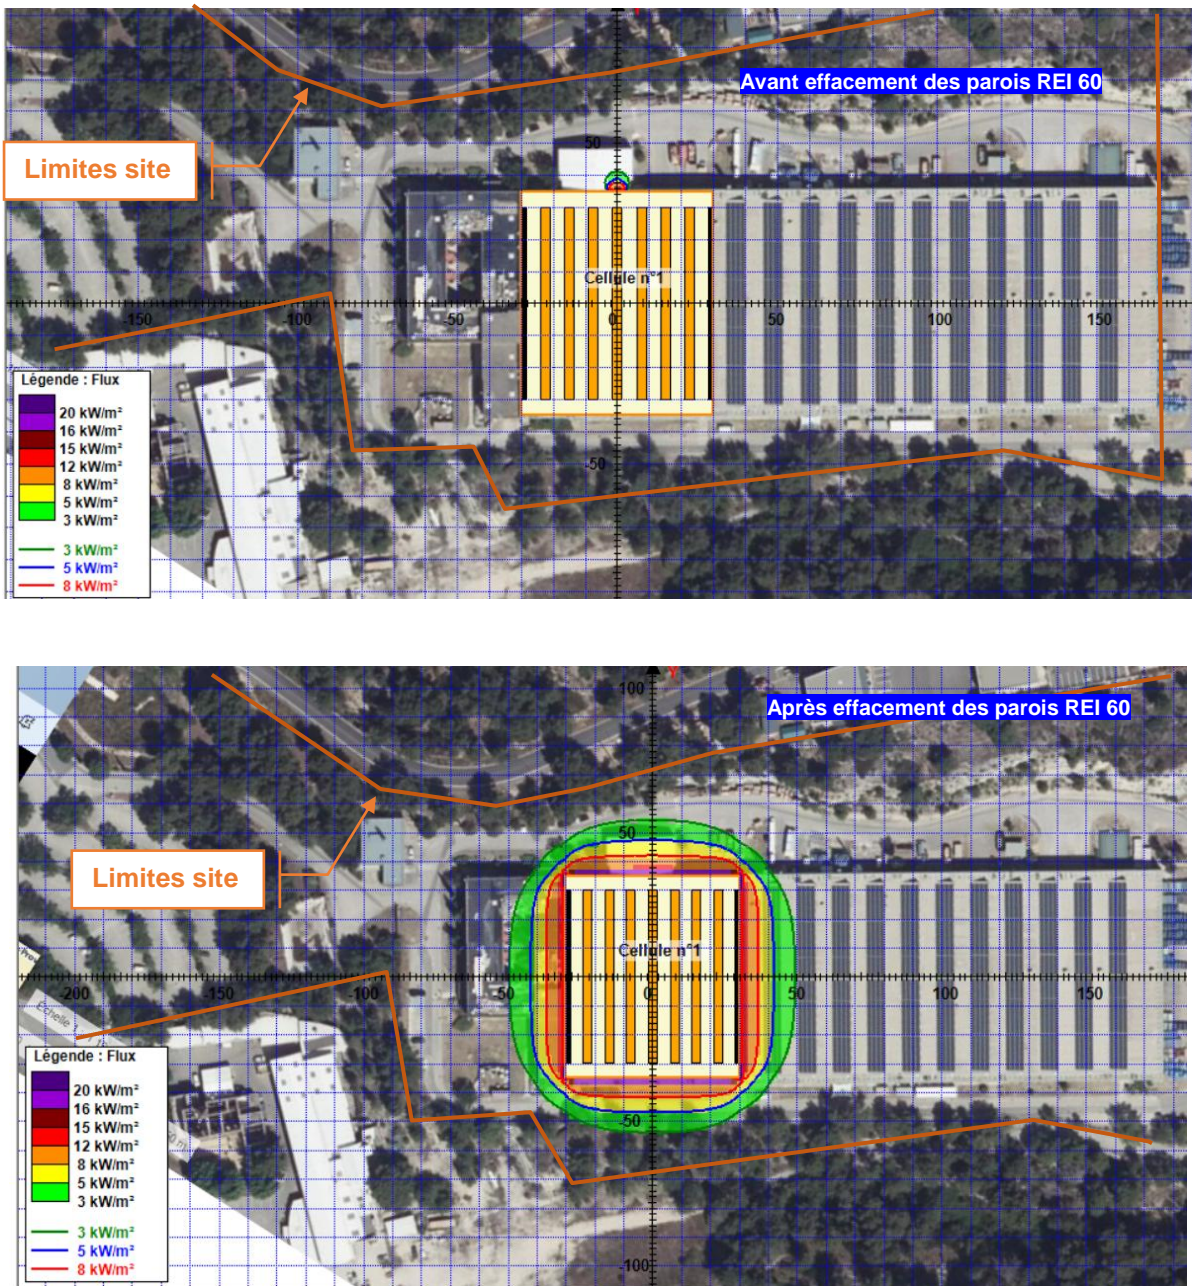 Y
Avant effacement des parois REI 60
50
Limites site
Cellule n°1
-150
-100
-50
0
50
100
150
-50
Légende : Flux
20 kW/m²
16 kW/m²
15 kW/m²
12 kW/m²
8 kW/m²
5 kW/m²
3 kW/m²
3 kW/m²
5 kW/m²
8 kW/m²
100
Y
Après effacement des parois REI 60
50
Limites site
Cellule n°1
-200
-150
-100
-50
0
50
100
150
Echelle 1
-50
Légende : Flux
20 kW/m²
16 kW/m²
15 kW/m²
12 kW/m²
8 kW/m²
5 kW/m²
3 kW/m²
3 kW/m²
5 kW/m²
8 kW/m²
-100